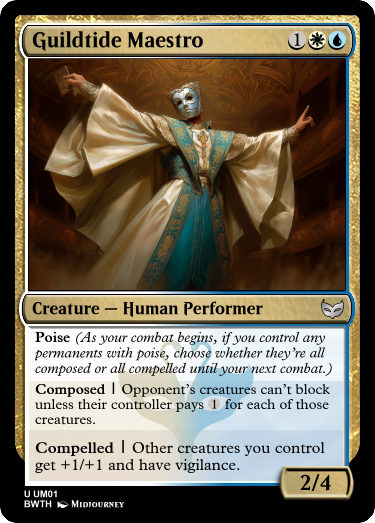 Guildtide Maestro 1
Creature — Human Performer
Poise (As your combat begins, if you control any
permanents with poise, choose whether they're all
composed or all compelled until your next combat.)
Composed | Opponent's creatures can't block
unless their controller pays 1 for each of those
creatures.
Compelled | Other creatures you control
get +1/+1 and have vigilance.
2/4
U UM01
BWTH Midjourney